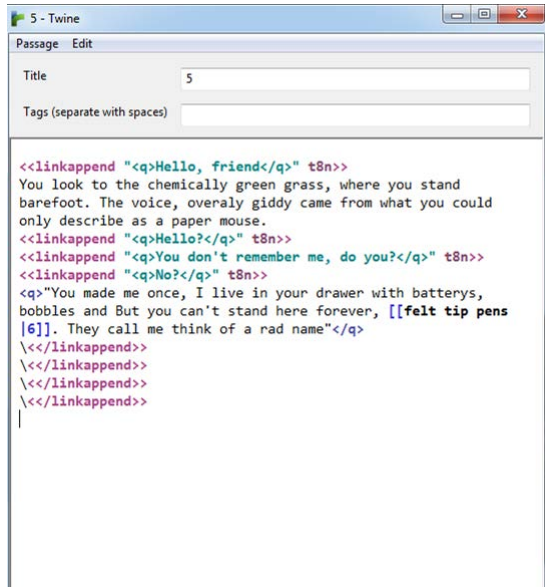 5 - Twine
Passage Edit
Title 5
Tags (separate with spaces)
<<linkappend "<q>Hello, friend</q>" t8n>>
You look to the chemically green grass, where you stand
barefoot. The voice, overaly giddy came from what you could
only describe as a paper mouse.
<<linkappend "<q>Hello?</q>" t8n>>
<<linkappend "<q>You don't remember me, do you?</q>" t8n>>
<<linkappend "<q>No?</q>" t8n>>
<q>"You made me once, I live in your drawer with batterys,
bobbles and But you can't stand here forever, [[felt tip pens
|6]]. They call me think of a rad name"</q>
\<</linkappend>>
\<</linkappend>>
\<</linkappend>>
\<</linkappend>>